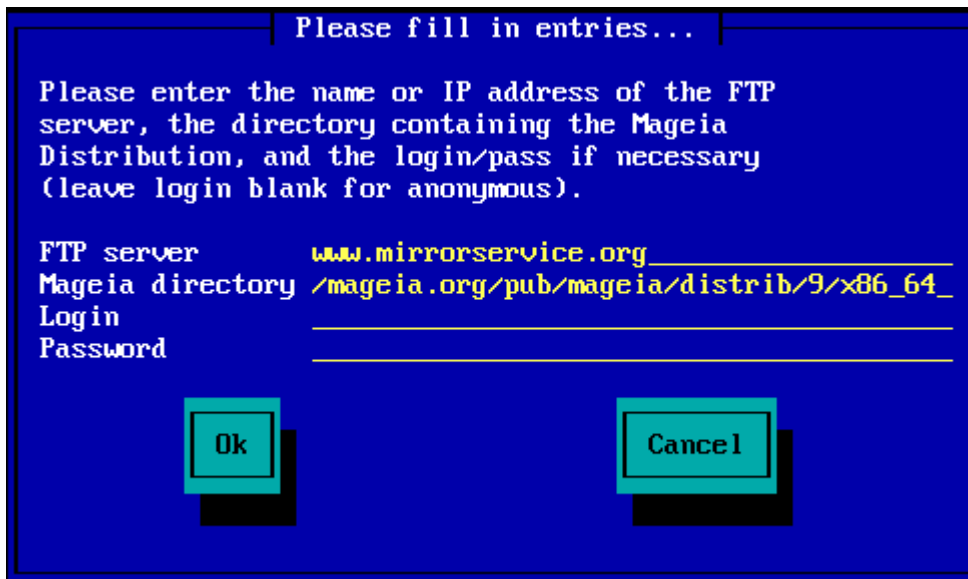 Please fill in entries...
Please enter the name or IP address of the FTP
server, the directory containing the Mageia
Distribution, and the login/pass if necessary
(leave login blank for anonymous).
FTP server www.mirrorservice.org
Mageia directory /mageia.org/pub/mageia/distrib/9/x86_64_
Login
Password
Ok Cancel